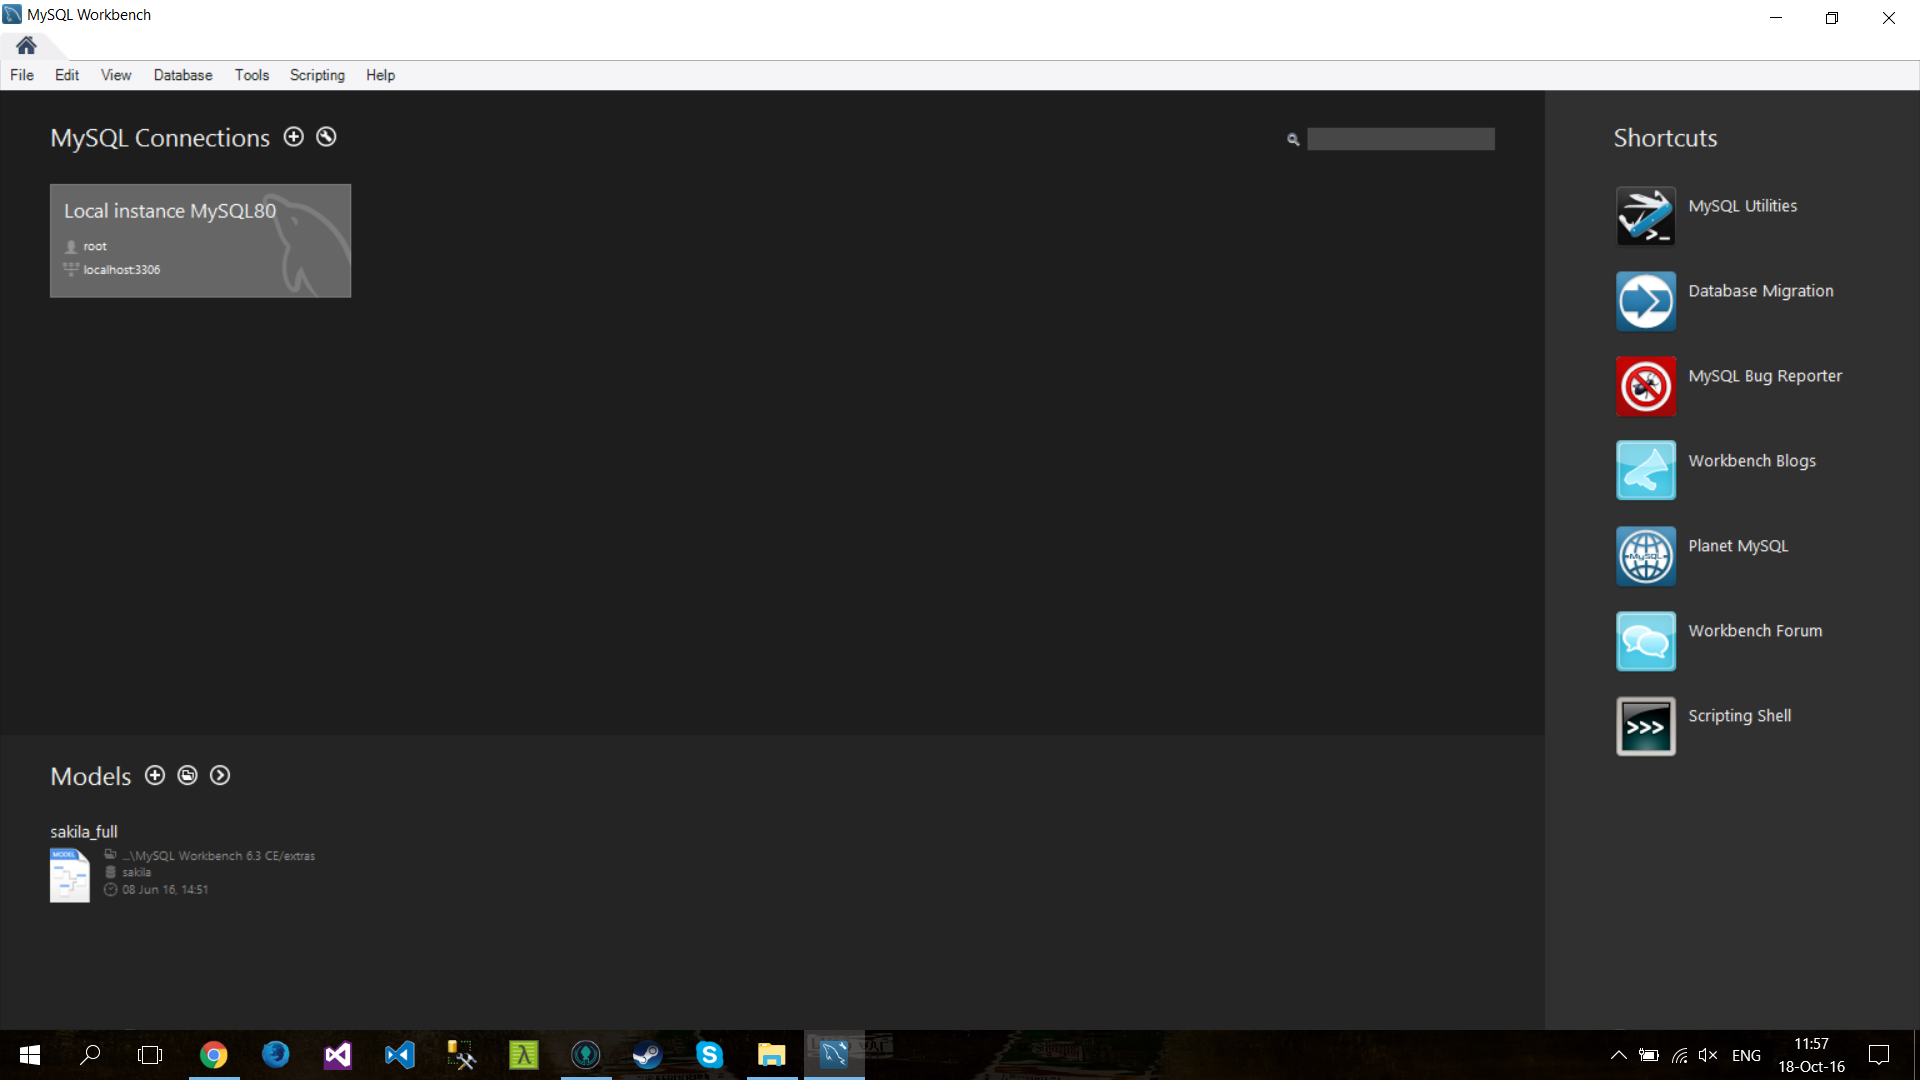 MySQL Workbench
File Edit View Database Tools Scripting Help
MySQL Connections
Local instance MySQL80
root
localhost:3306
Shortcuts
MySQL Utilities
Database Migration
MySQL Bug Reporter
Workbench Blogs
MySQL
Planet MySQL
Workbench Forum
>>>
Scripting Shell
Models
sakila_full
MODEL
...\MySQL Workbench 6.3 CE/extras
sakila
08 Jun 16, 14:51
ENG
11:57
18-Oct-16